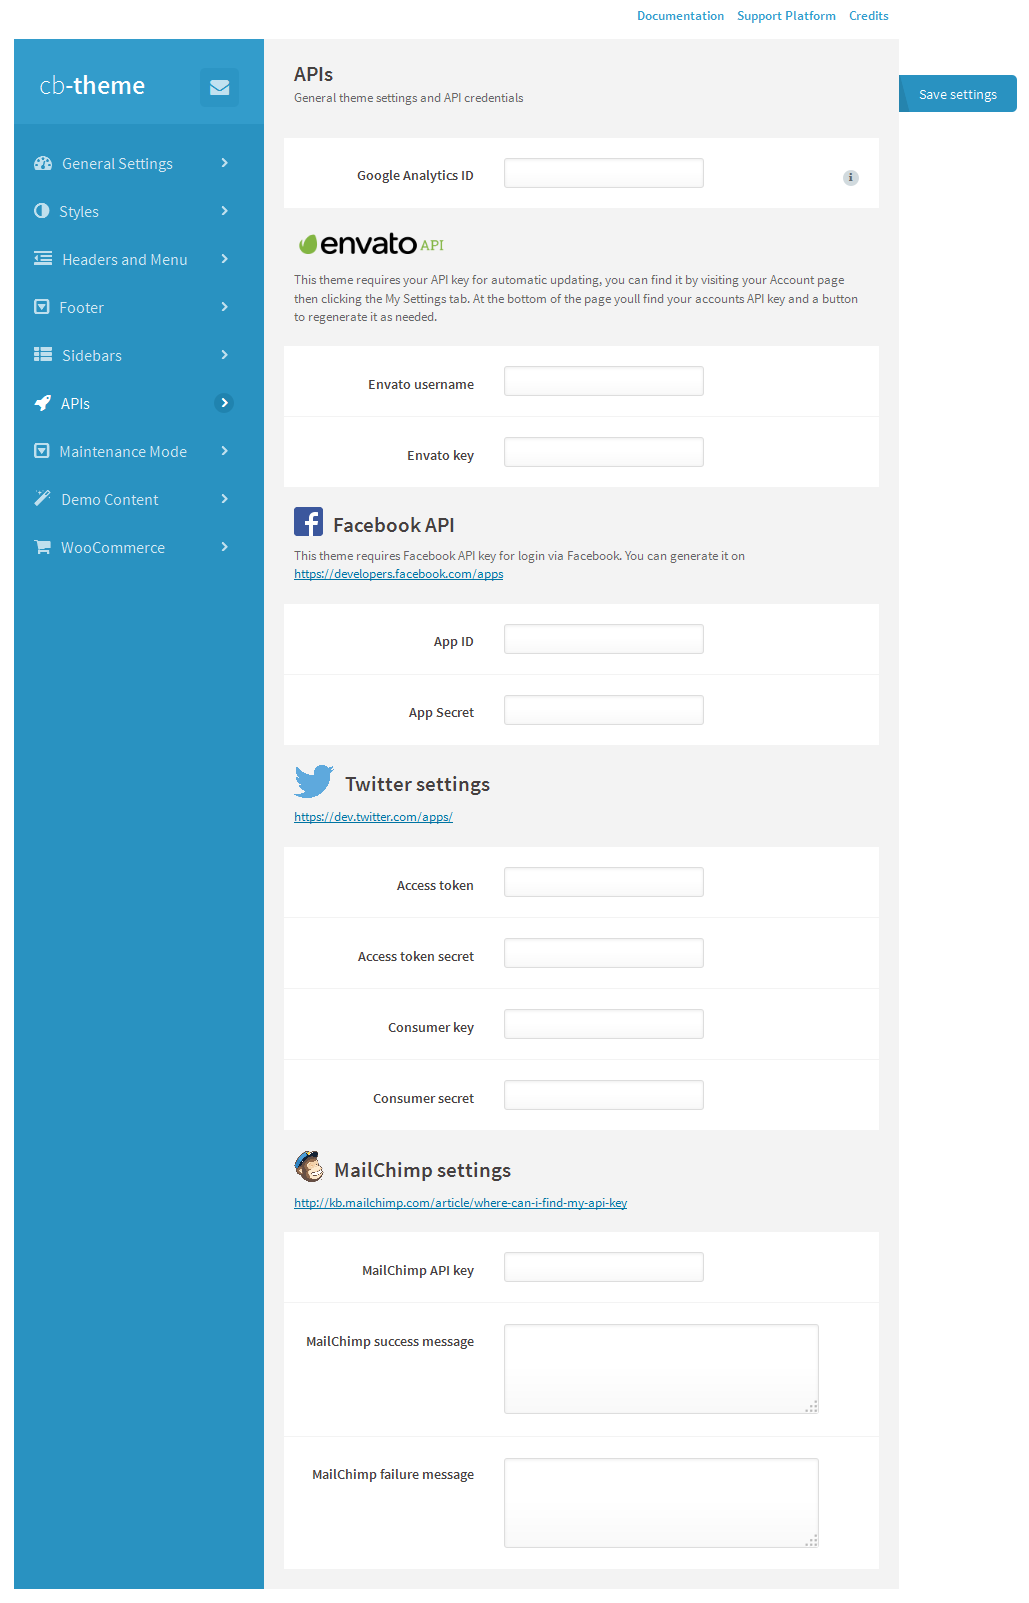 Documentation Support Platform Credits
cb-theme
General Settings
Styles
Headers and Menu
Footer
Sidebars
APIs
Maintenance Mode
Demo Content
WooCommerce
APIs
General theme settings and API credentials
Save settings
Google Analytics ID
envato API
This theme requires your API key for automatic updating, you can find it by visiting your Account page
then clicking the My Settings tab. At the bottom of the page youll find your accounts API key and a button
to regenerate it as needed.
Envato username
Envato key
Facebook API
This theme requires Facebook API key for login via Facebook. You can generate it on
https://developers.facebook.com/apps
App ID
App Secret
Twitter settings
https://dev.twitter.com/apps/
Access token
Access token secret
Consumer key
Consumer secret
MailChimp settings
http://kb.mailchimp.com/article/where-can-i-find-my-api-key
MailChimp API key
MailChimp success message
MailChimp failure message